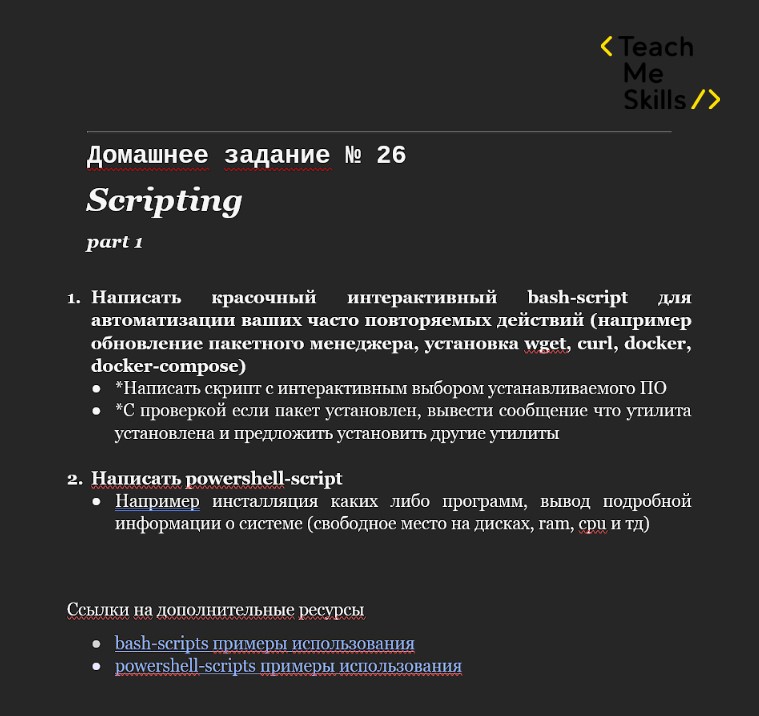 <Teach
Me
Skills/>
Домашнее задание № 26
Scripting
part 1
1. Написать красочный интерактивный bash-script для
автоматизации ваших часто повторяемых действий (например
обновление пакетного менеджера, установка wget, curl, docker,
docker-compose)
● *Написать скрипт с интерактивным выбором устанавливаемого ПО
● *С проверкой если пакет установлен, вывести сообщение что утилита
установлена и предложить установить другие утилиты
2. Написать powershell-script
● Например инсталляция каких либо программ, вывод подробной
информации о системе (свободное место на дисках, ram, cpu и тд)
Ссылки на дополнительные ресурсы
● bash-scripts примеры использования
● powershell-scripts примеры использования